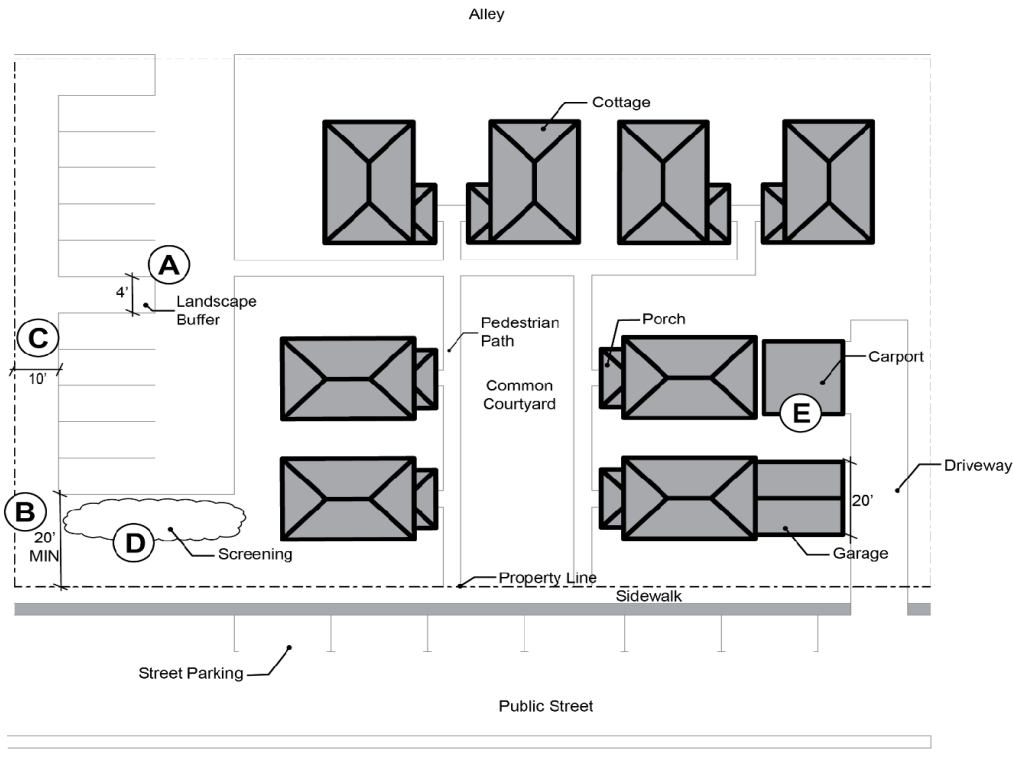 Alley
Cottage
A
4’
Landscape
Buffer
C
10’
Pedestrian
Path
Porch
Carport
Common
Courtyard
E
B
20’
MIN
D
Screening
Driveway
20’
Garage
Property Line
Sidewalk
Street Parking
Public Street